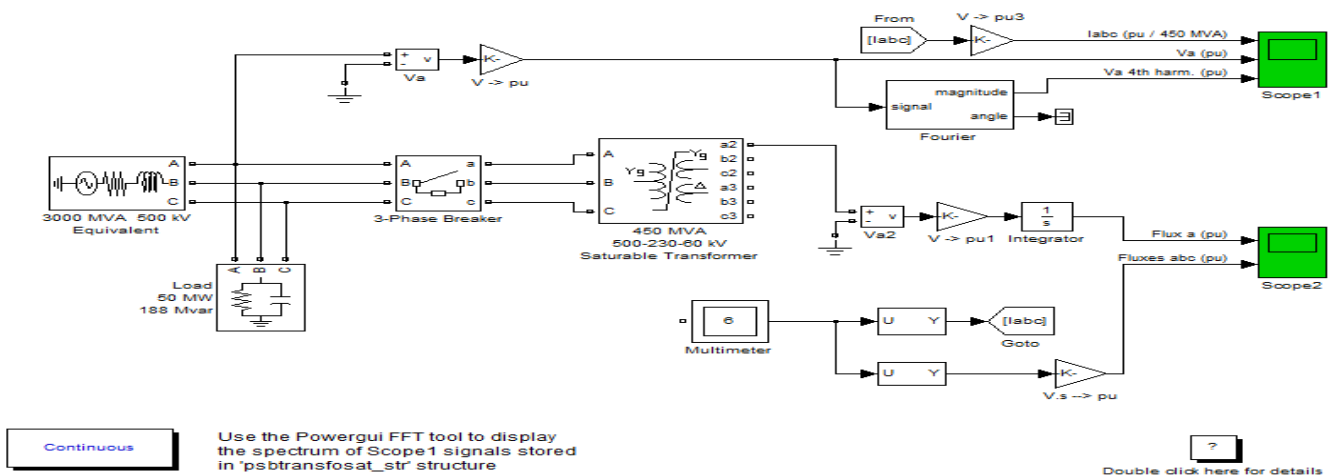 From
[Iabc]
V -> pu3
K-
Iabc (pu / 450 MVA)
Va (pu)
Va 4th harm. (pu)
Scope1
+
-
v
Va
K-
V -> pu
signal
magnitude
angle
Fourier
A
B
C
3000 MVA 500 kV
Equivalent
A
B
C
a
b
c
3-Phase Breaker
A
B
C
Yg
Yg
Δ
a2
b2
c2
a3
b3
c3
450 MVA
500-230-60 kV
Saturable Transformer
+
-
v
Va2
K-
V -> pu1
1
s
Integrator
Flux a (pu)
Fluxes abc (pu)
Scope2
A
B
C
Load
50 MW
188 Mvar
6
Multimeter
U Y
[Iabc]
Goto
U Y
K-
V.s --> pu
Continuous
Use the Powergui FFT tool to display
the spectrum of Scope1 signals stored
in 'psbtransfosat_str' structure
?
Double click here for details